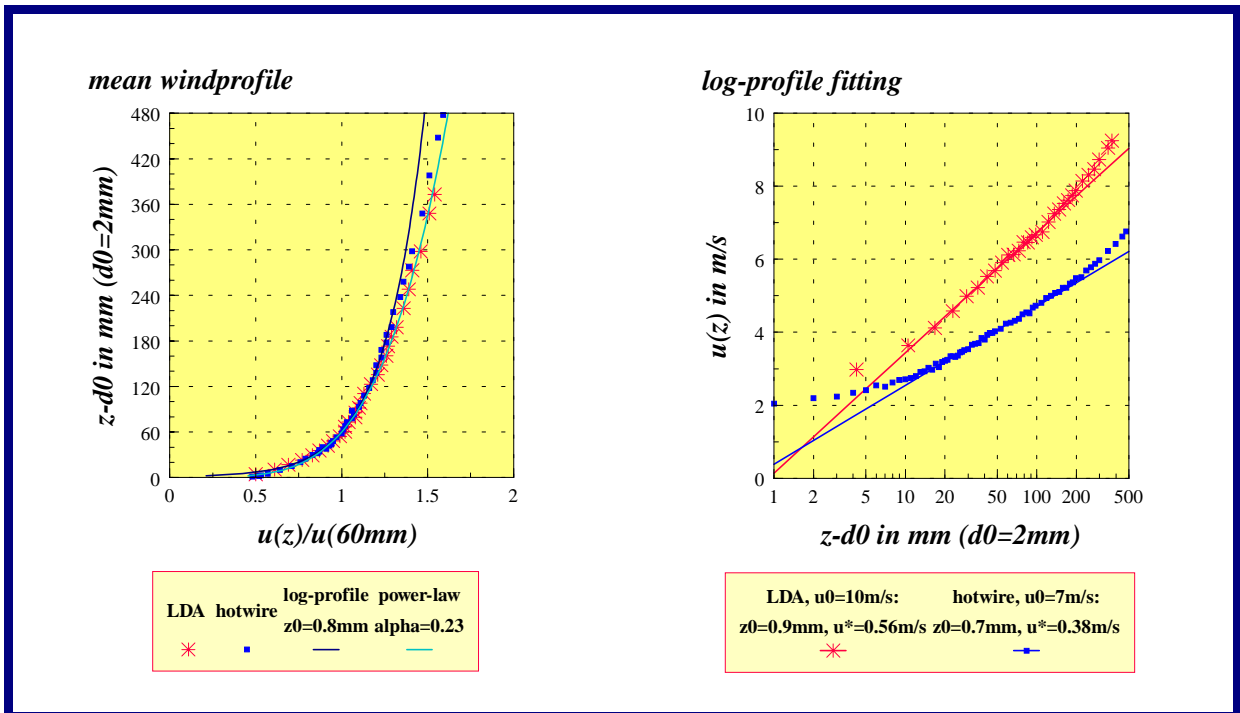 mean windprofile
z-d0 in mm (d0=2mm)
480
420
360
300
240
180
120
60
0
0
0.5
1
1.5
2
u(z)/u(60mm)
LDA hotwire log-profile power-law
z0=0.8mm alpha=0.23
log-profile fitting
u(z) in m/s
10
8
6
4
2
0
1
2
5
10
20
50
100
200
500
z-d0 in mm (d0=2mm)
LDA, u0=10m/s: hotwire, u0=7m/s:
z0=0.9mm, u*=0.56m/s z0=0.7mm, u*=0.38m/s